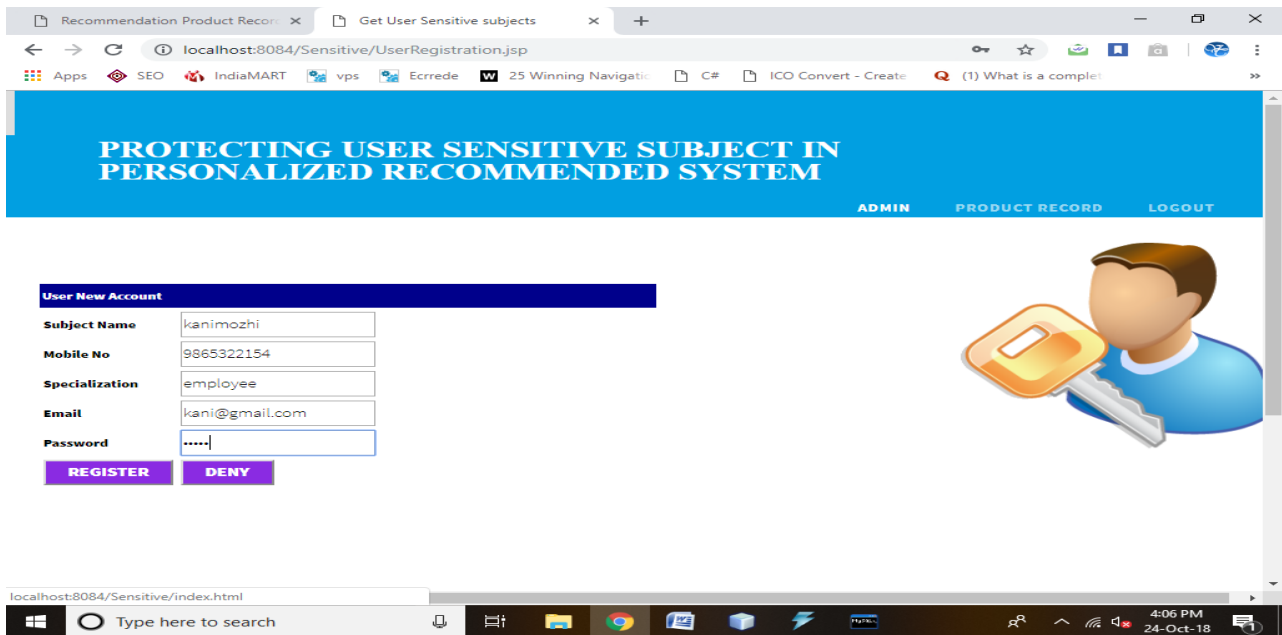 Recommendation Product Recor
Get User Sensitive subjects
localhost:8084/Sensitive/UserRegistration.jsp
Apps SEO IndiaMART vps Ecrrede W 25 Winning Navigatio C# ICO Convert - Create Q (1) What is a complet »
PROTECTING USER SENSITIVE SUBJECT IN
PERSONALIZED RECOMMENDED SYSTEM
ADMIN PRODUCT RECORD LOGOUT
User New Account
Subject Name kanimozhi
Mobile No 9865322154
Specialization employee
Email kani@gmail.com
Password •••••
REGISTER DENY
localhost:8084/Sensitive/index.html
Type here to search
4:06 PM
24-Oct-18
1